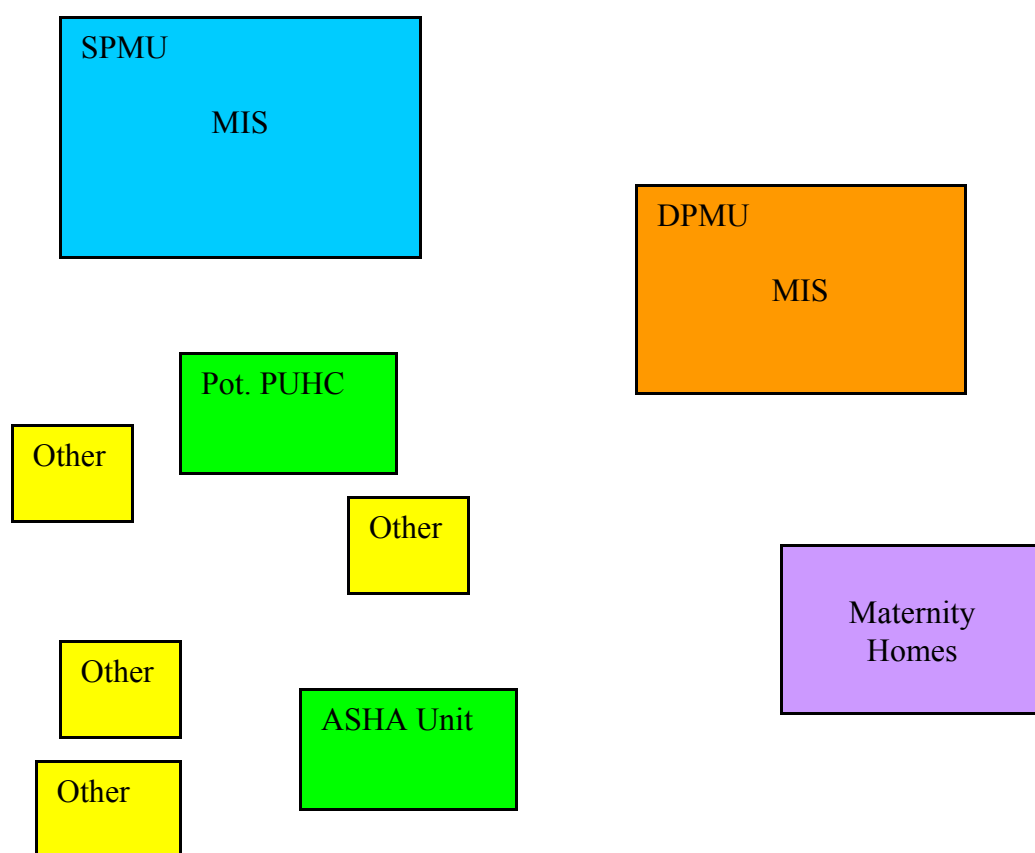 SPMU
MIS
DPMU
MIS
Pot. PUHC
Other
Other
Maternity
Homes
Other
ASHA Unit
Other